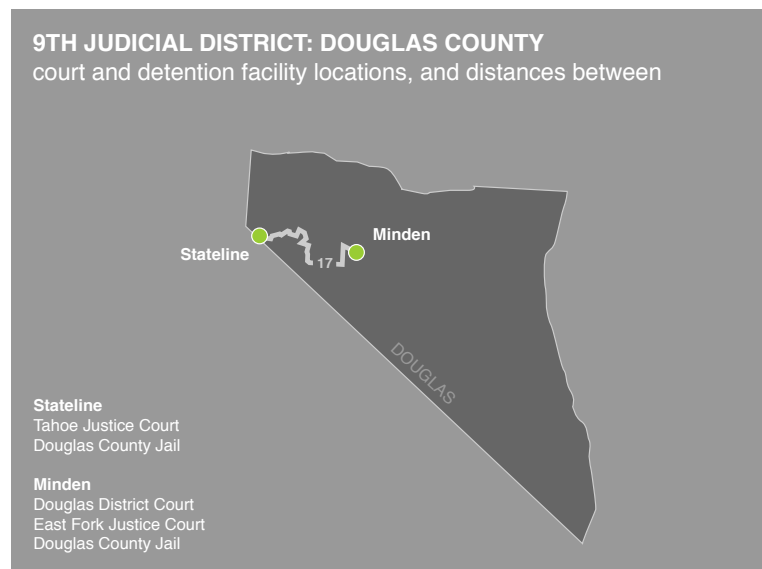 9TH JUDICIAL DISTRICT: DOUGLAS COUNTY
court and detention facility locations, and distances between
Minden
Stateline
17
DOUGLAS
Stateline
Tahoe Justice Court
Douglas County Jail
Minden
Douglas District Court
East Fork Justice Court
Douglas County Jail